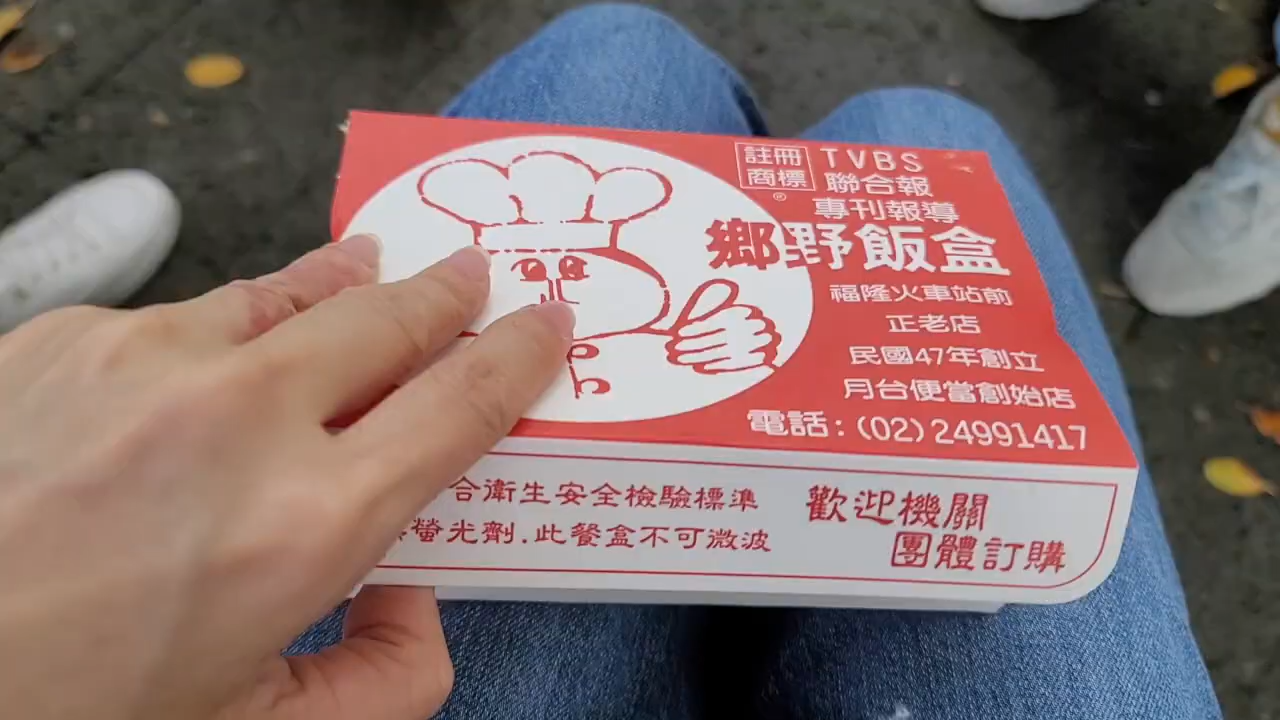 註冊
商標
®
TVBS
聯合報
專刊報導
鄉野飯盒
福隆火車站前
正老店
民國47年創立
月台便當創始店
電話:(02)24991417
合衛生安全檢驗標準
螢光劑.此餐盒不可微波
歡迎機關
團體訂購